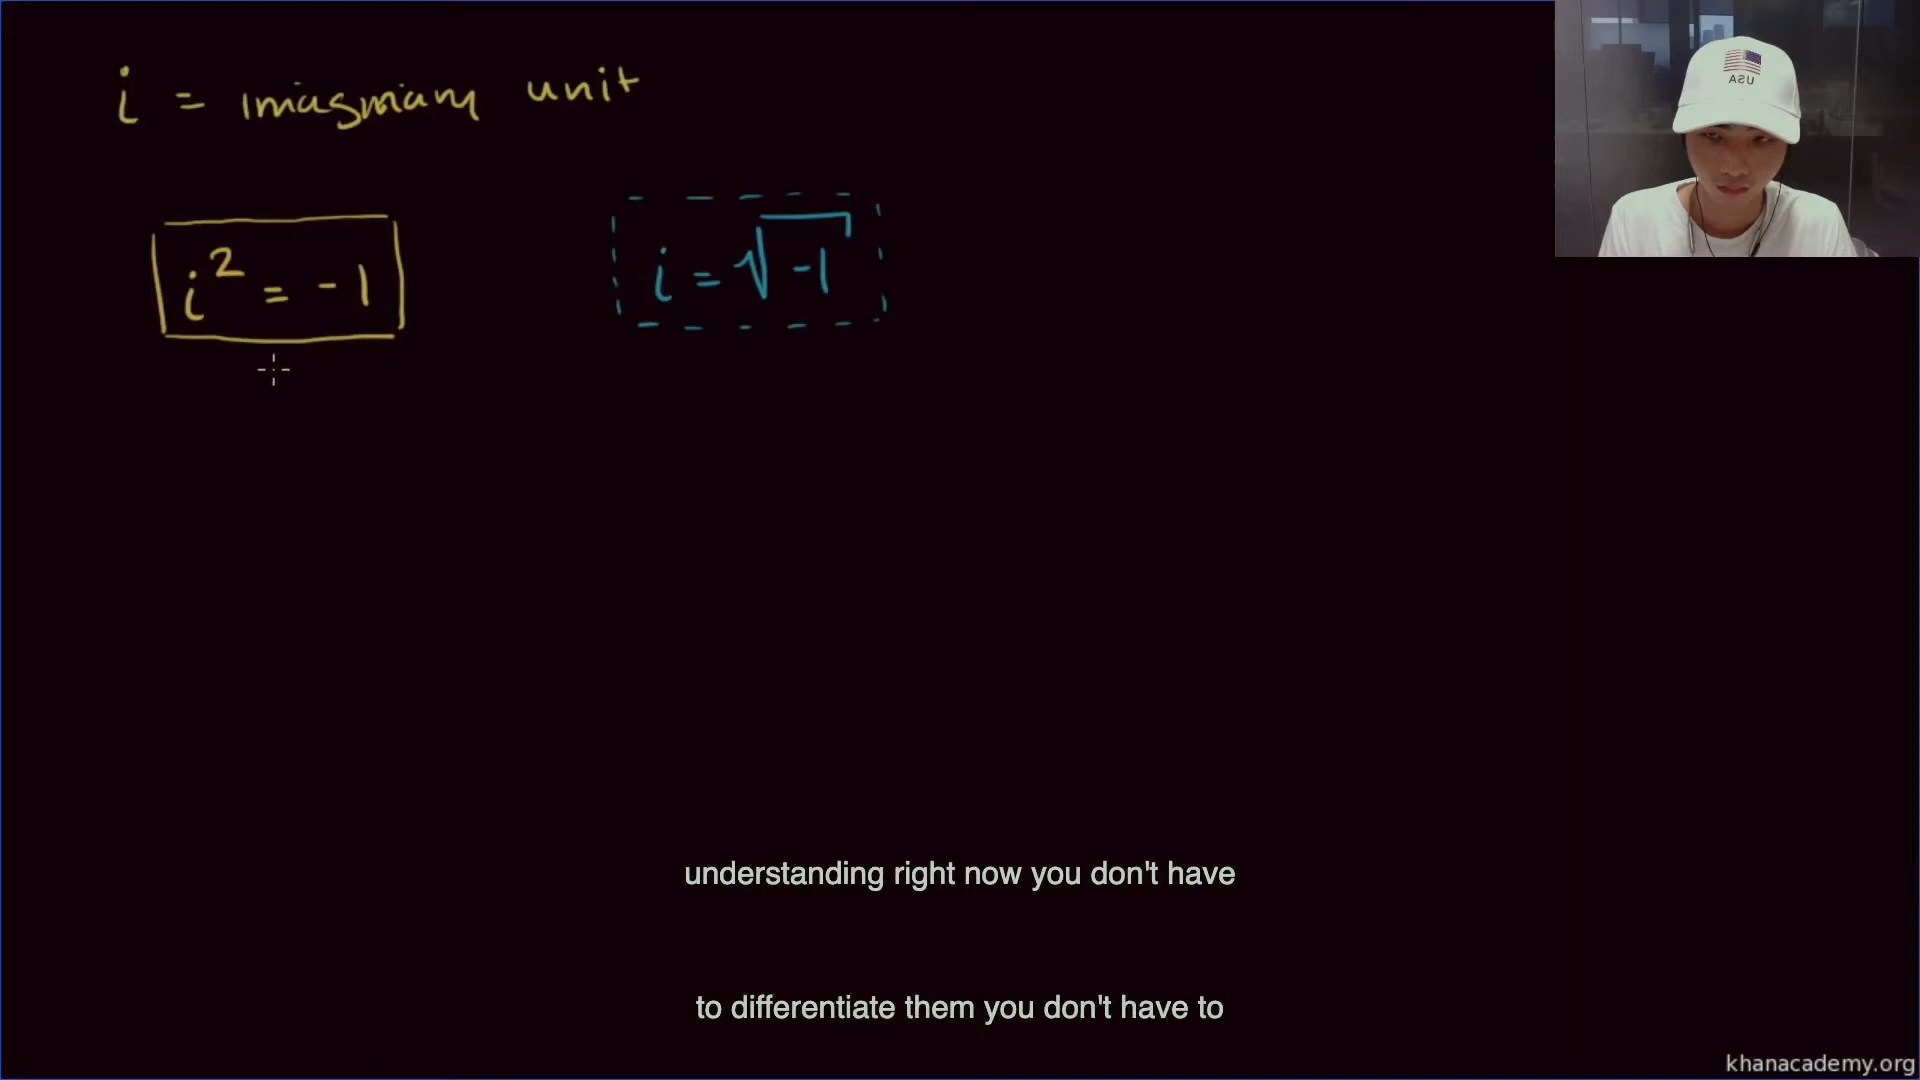 i = imaginary unit
USA
i² = -1
i = √-1
understanding right now you don't have
to differentiate them you don't have to
khanacademy.org